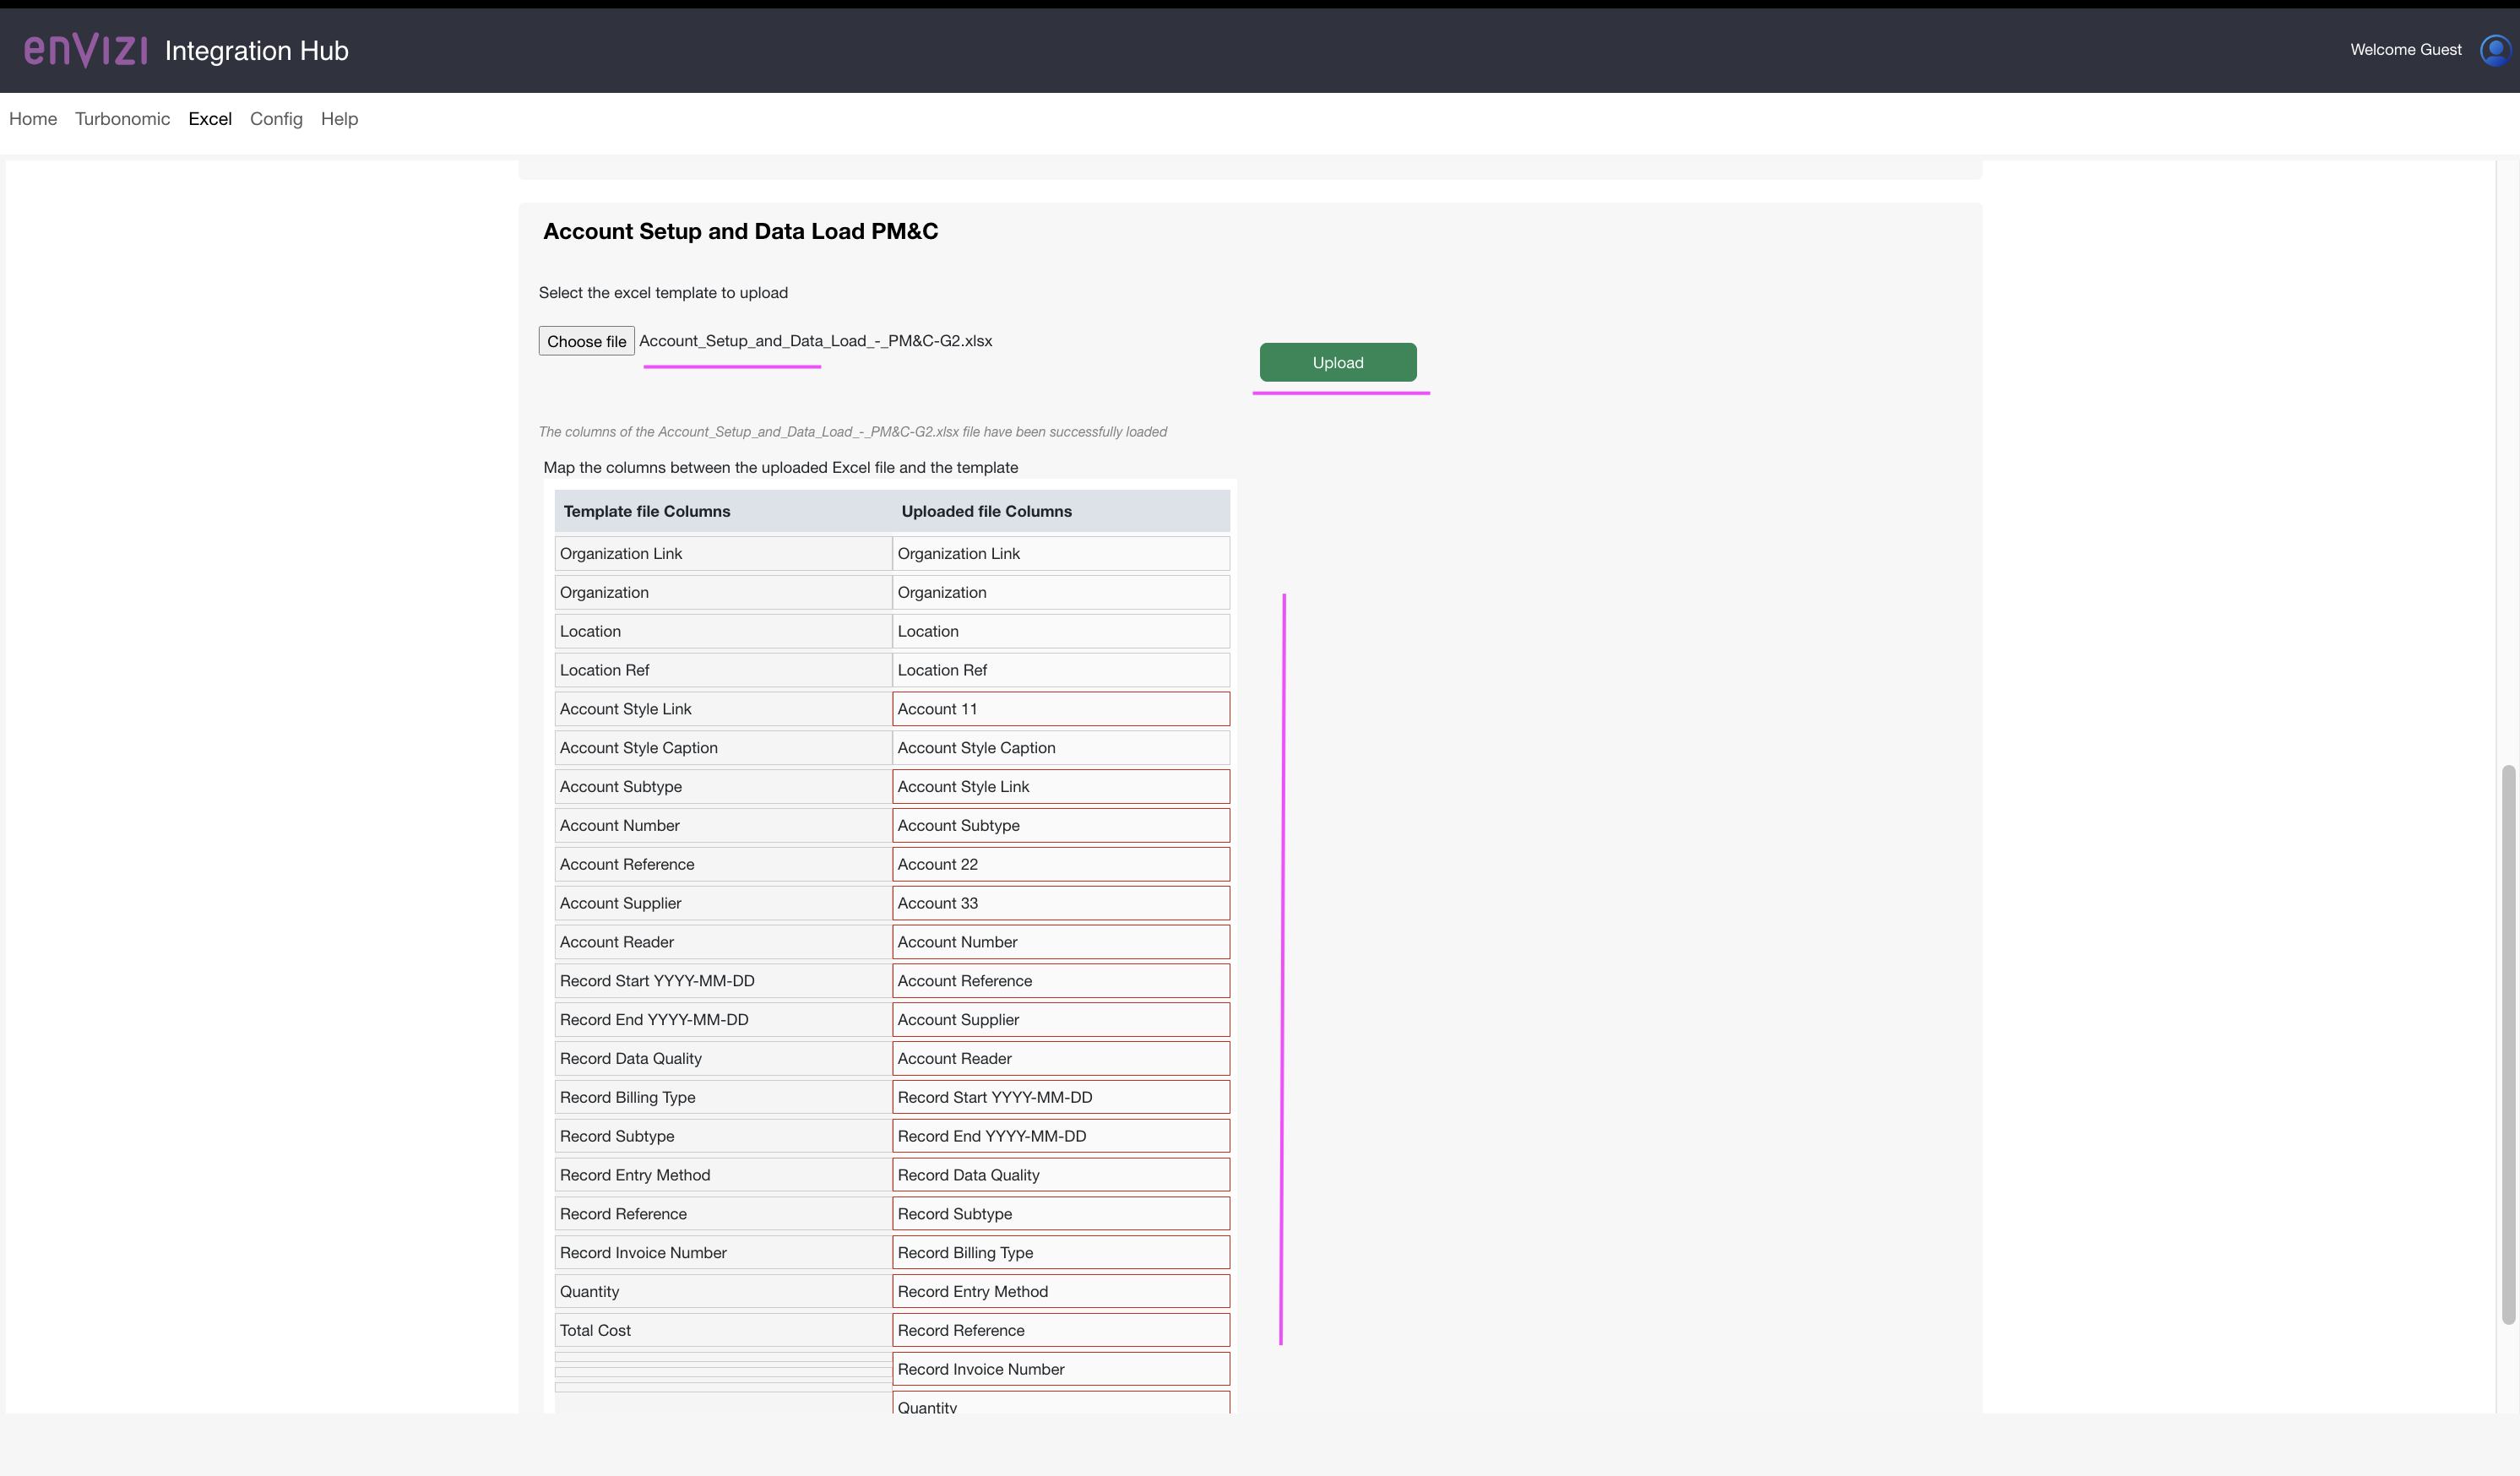 enVIZI Integration Hub Welcome Guest
Home Turbonomic Excel Config Help
Account Setup and Data Load PM&C
Select the excel template to upload
Choose file Account_Setup_and_Data_Load_-_PM&C-G2.xlsx
Upload
The columns of the Account_Setup_and_Data_Load_-_PM&C-G2.xlsx file have been successfully loaded
Map the columns between the uploaded Excel file and the template
Template file Columns Uploaded file Columns
Organization Link Organization Link
Organization Organization
Location Location
Location Ref Location Ref
Account Style Link Account 11
Account Style Caption Account Style Caption
Account Subtype Account Style Link
Account Number Account Subtype
Account Reference Account 22
Account Supplier Account 33
Account Reader Account Number
Record Start YYYY-MM-DD Account Reference
Record End YYYY-MM-DD Account Supplier
Record Data Quality Account Reader
Record Billing Type Record Start YYYY-MM-DD
Record Subtype Record End YYYY-MM-DD
Record Entry Method Record Data Quality
Record Reference Record Subtype
Record Invoice Number Record Billing Type
Quantity Record Entry Method
Total Cost Record Reference
Record Invoice Number
Quantity